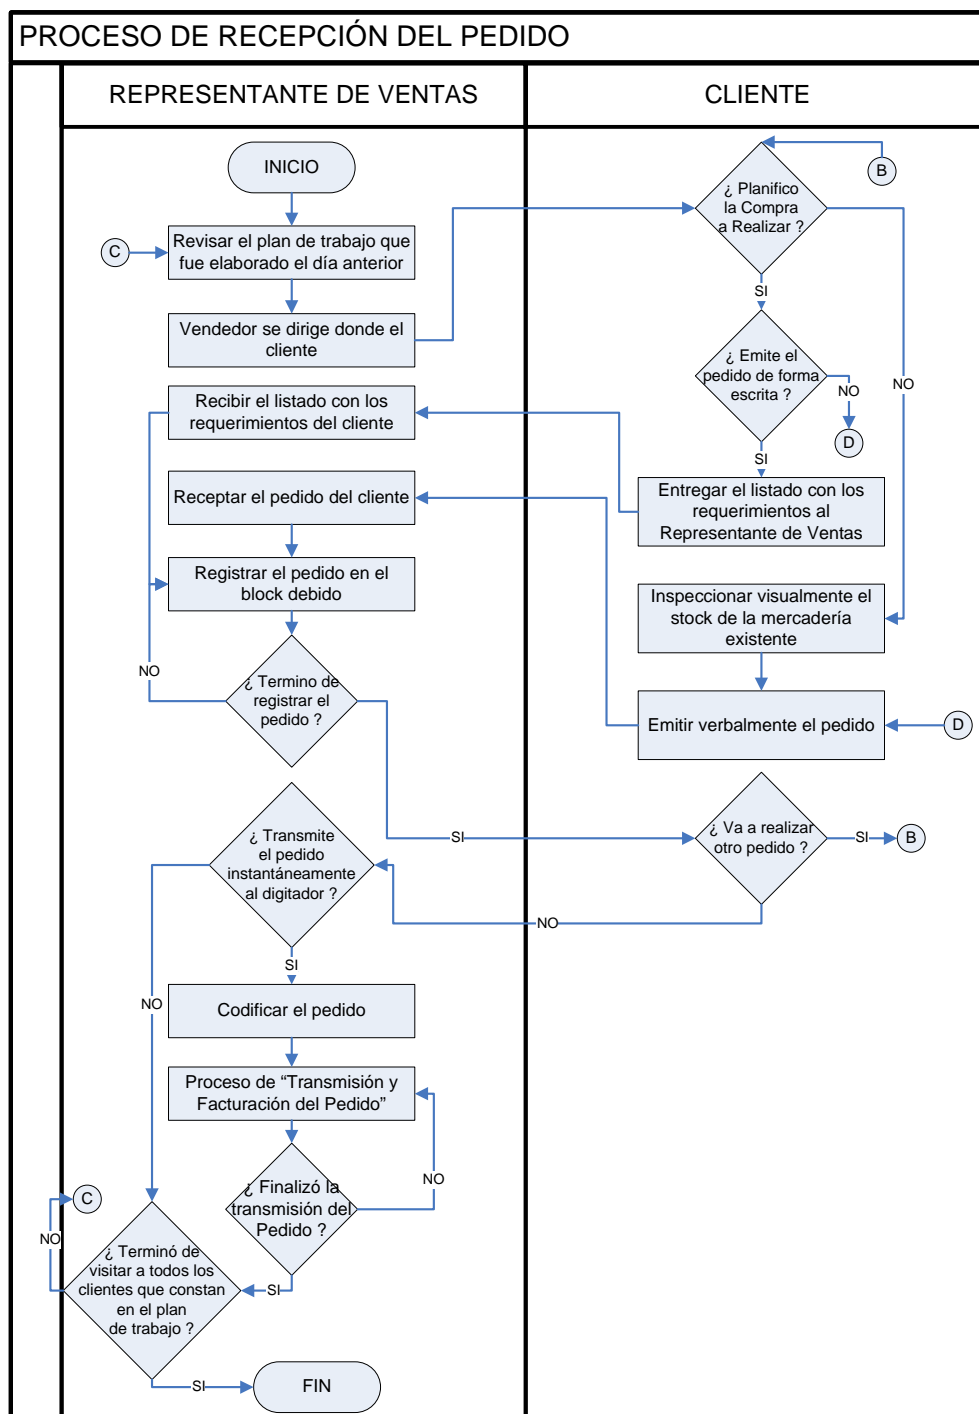 PROCESO DE RECEPCIÓN DEL PEDIDO
REPRESENTANTE DE VENTAS
CLIENTE
INICIO
C
Revisar el plan de trabajo que
fue elaborado el día anterior
Vendedor se dirige donde el
cliente
Recibir el listado con los
requerimientos del cliente
Receptar el pedido del cliente
Registrar el pedido en el
block debido
NO
¿ Termino de
registrar el
pedido ?
SI
¿ Transmite
el pedido
instantáneamente
al digitador ?
NO
SI
NO
Codificar el pedido
Proceso de “Transmisión y
Facturación del Pedido”
NO
¿ Finalizó la
transmisión del
Pedido ?
C
NO
SI
¿ Terminó de
visitar a todos los
clientes que constan
en el plan
de trabajo ?
SI
FIN
B
¿ Planifico
la Compra
a Realizar ?
SI
NO
¿ Emite el
pedido de forma
escrita ?
NO
D
SI
Entregar el listado con los
requerimientos al
Representante de Ventas
Inspeccionar visualmente el
stock de la mercadería
existente
Emitir verbalmente el pedido
D
¿ Va a realizar
otro pedido ?
SI
B